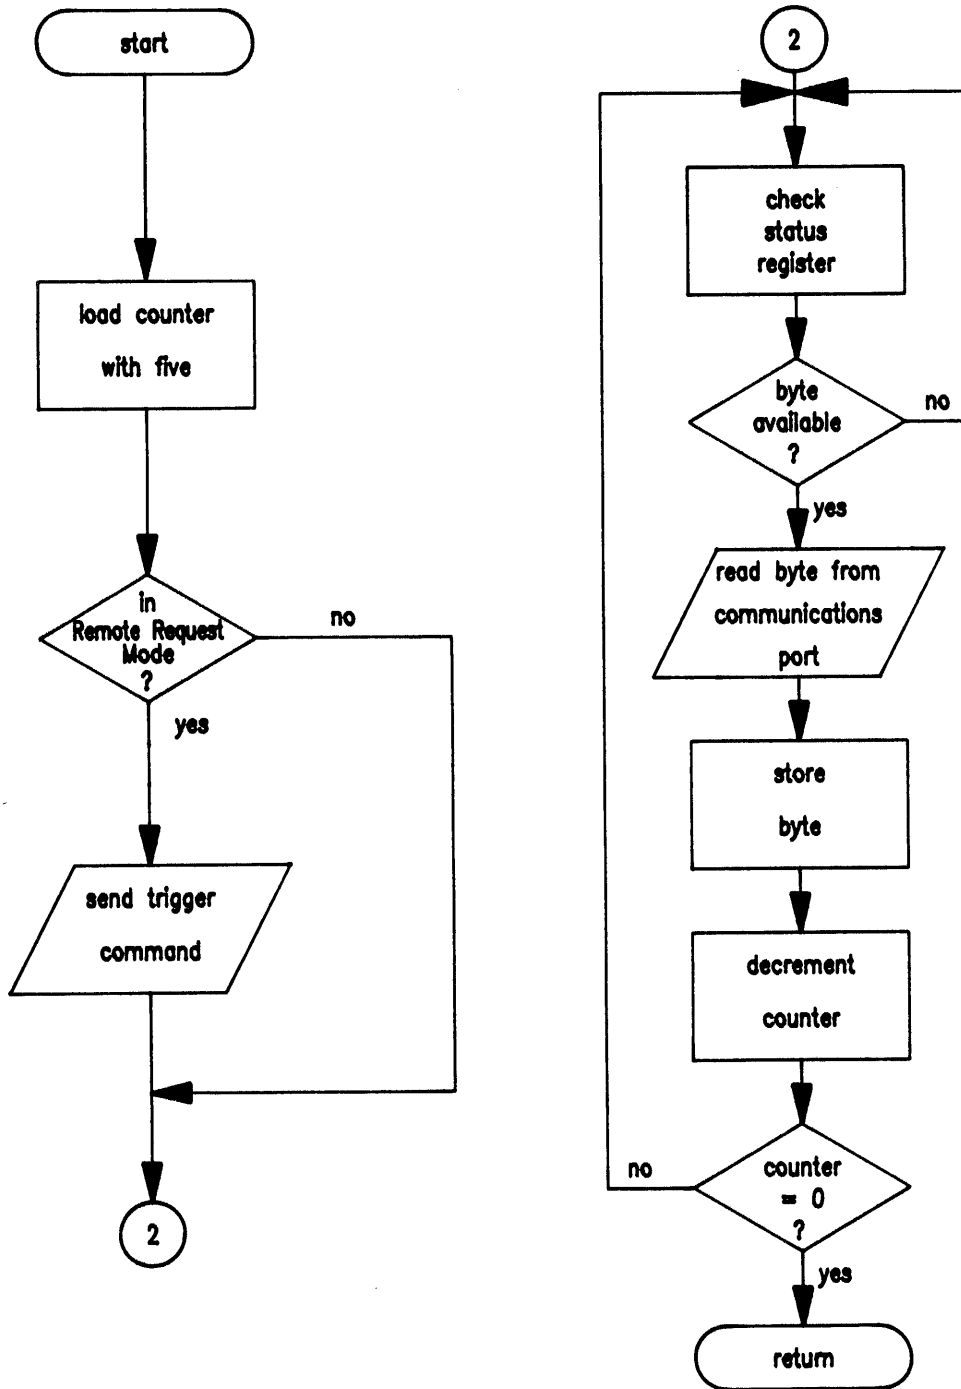 start
load counter
with five
in
Remote Request
Mode
?
no
yes
send trigger
command
2
2
check
status
register
byte
available
?
no
yes
read byte from
communications
port
store
byte
decrement
counter
counter
= 0
?
no
yes
return